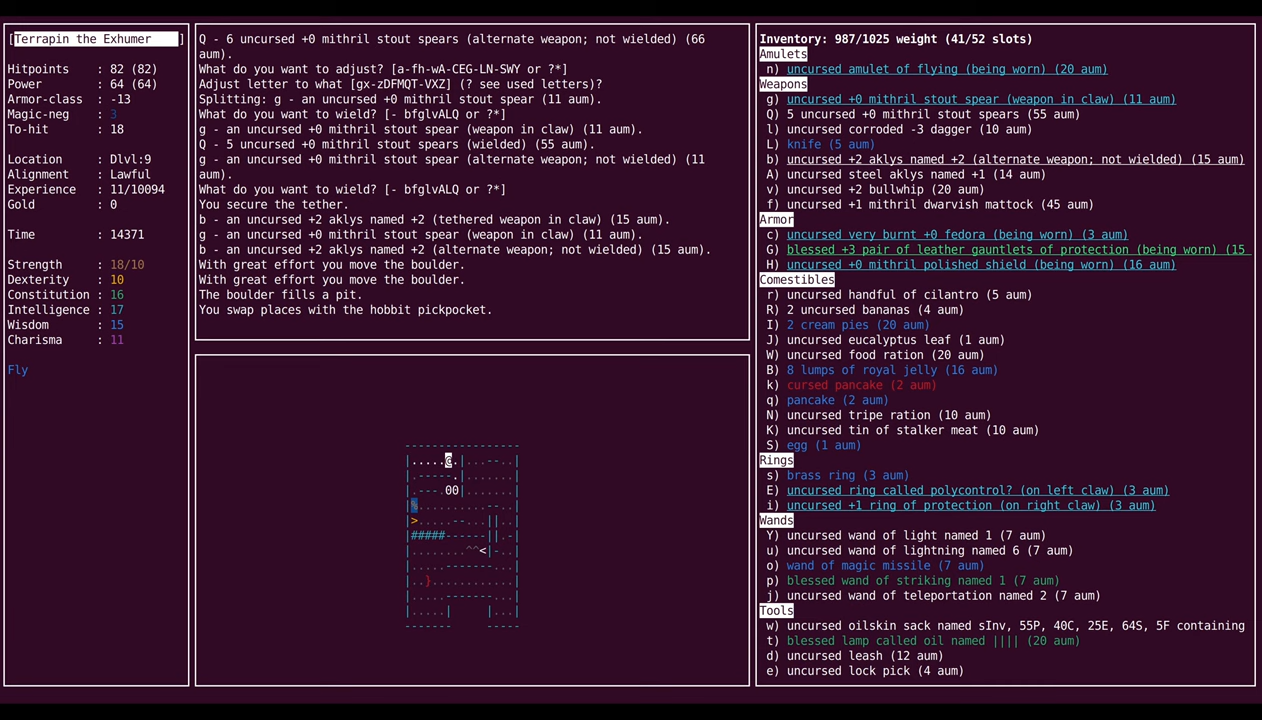 [Terrapin the Exhumer ]
Hitpoints : 82 (82)
Power : 64 (64)
Armor-class : -13
Magic-neg : 3
To-hit : 18
Location : Dlvl:9
Alignment : Lawful
Experience : 11/10094
Gold : 0
Time : 14371
Strength : 18/10
Dexterity : 10
Constitution : 16
Intelligence : 17
Wisdom : 15
Charisma : 11
Fly
Q - 6 uncursed +0 mithril stout spears (alternate weapon; not wielded) (66
aum).
What do you want to adjust? [a-fh-wA-CEG-LN-SWY or ?*]
Adjust letter to what [gx-zDFMQT-VXZ] (? see used letters)?
Splitting: g - an uncursed +0 mithril stout spear (11 aum).
What do you want to wield? [- bfglvALQ or ?*]
g - an uncursed +0 mithril stout spear (weapon in claw) (11 aum).
Q - 5 uncursed +0 mithril stout spears (wielded) (55 aum).
g - an uncursed +0 mithril stout spear (alternate weapon; not wielded) (11
aum).
What do you want to wield? [- bfglvALQ or ?*]
You secure the tether.
b - an uncursed +2 aklys named +2 (tethered weapon in claw) (15 aum).
g - an uncursed +0 mithril stout spear (weapon in claw) (11 aum).
b - an uncursed +2 aklys named +2 (alternate weapon; not wielded) (15 aum).
With great effort you move the boulder.
With great effort you move the boulder.
The boulder fills a pit.
You swap places with the hobbit pickpocket.
-----------------
|.....@.|...--..|
|.-----.|.......|
|.---.00|.......|
|%.........--..|
|>.....--...||..|
|#####------||.-|
|........^^<|-..|
|.....-------...|
|..}............|
|.....-------...|
|.....|    |...|
-------     -----
Inventory: 987/1025 weight (41/52 slots)
Amulets
n) uncursed amulet of flying (being worn) (20 aum)
Weapons
g) uncursed +0 mithril stout spear (weapon in claw) (11 aum)
Q) 5 uncursed +0 mithril stout spears (55 aum)
l) uncursed corroded -3 dagger (10 aum)
L) knife (5 aum)
b) uncursed +2 aklys named +2 (alternate weapon; not wielded) (15 aum)
A) uncursed steel aklys named +1 (14 aum)
v) uncursed +2 bullwhip (20 aum)
f) uncursed +1 mithril dwarvish mattock (45 aum)
Armor
c) uncursed very burnt +0 fedora (being worn) (3 aum)
G) blessed +3 pair of leather gauntlets of protection (being worn) (15
H) uncursed +0 mithril polished shield (being worn) (16 aum)
Comestibles
r) uncursed handful of cilantro (5 aum)
R) 2 uncursed bananas (4 aum)
I) 2 cream pies (20 aum)
J) uncursed eucalyptus leaf (1 aum)
W) uncursed food ration (20 aum)
B) 8 lumps of royal jelly (16 aum)
k) cursed pancake (2 aum)
q) pancake (2 aum)
N) uncursed tripe ration (10 aum)
K) uncursed tin of stalker meat (10 aum)
S) egg (1 aum)
Rings
s) brass ring (3 aum)
E) uncursed ring called polycontrol? (on left claw) (3 aum)
i) uncursed +1 ring of protection (on right claw) (3 aum)
Wands
Y) uncursed wand of light named 1 (7 aum)
u) uncursed wand of lightning named 6 (7 aum)
o) wand of magic missile (7 aum)
p) blessed wand of striking named 1 (7 aum)
j) uncursed wand of teleportation named 2 (7 aum)
Tools
w) uncursed oilskin sack named sInv, 55P, 40C, 25E, 64S, 5F containing
t) blessed lamp called oil named |||| (20 aum)
d) uncursed leash (12 aum)
e) uncursed lock pick (4 aum)